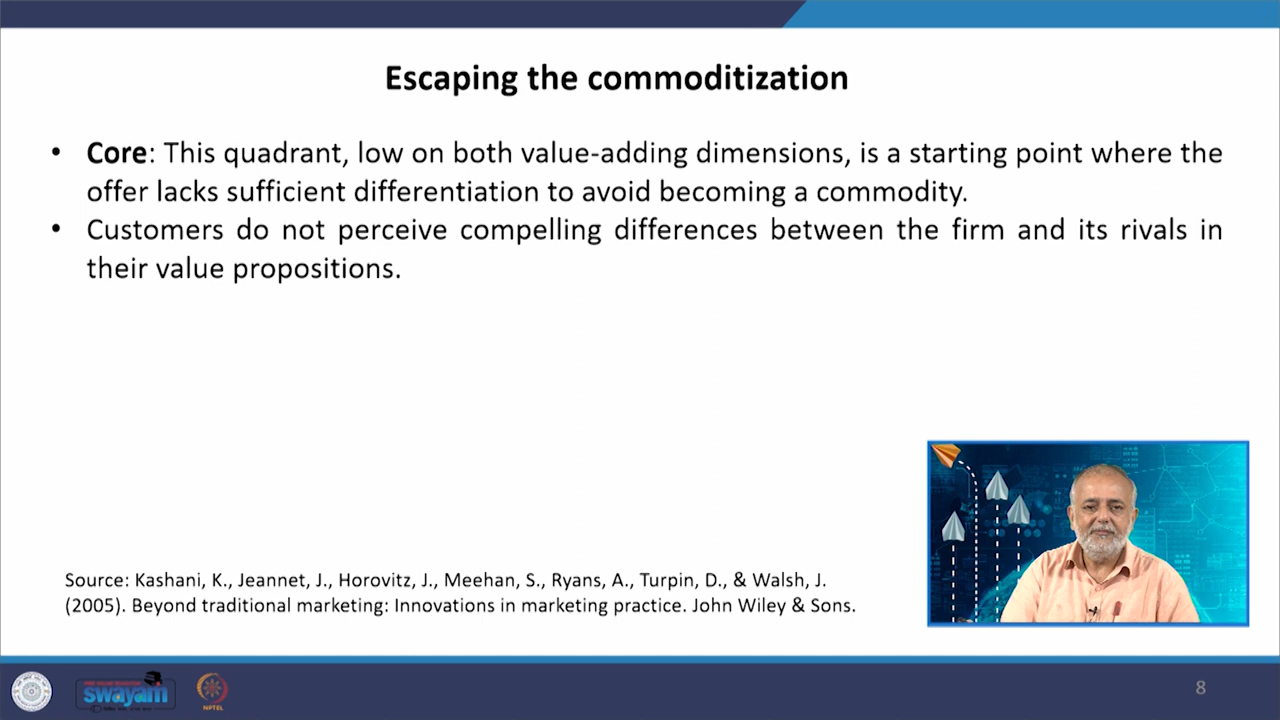 Escaping the commoditization
• Core: This quadrant, low on both value-adding dimensions, is a starting point where the
offer lacks sufficient differentiation to avoid becoming a commodity.
• Customers do not perceive compelling differences between the firm and its rivals in
their value propositions.
Source: Kashani, K., Jeannet, J., Horovitz, J., Meehan, S., Ryans, A., Turpin, D., & Walsh, J.
(2005). Beyond traditional marketing: Innovations in marketing practice. John Wiley & Sons.
swayam
NPTEL
8